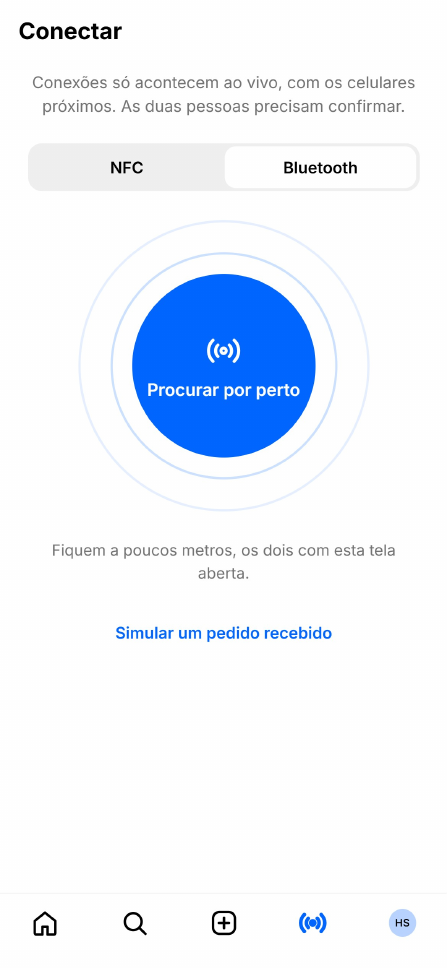 Conectar
Conexões só acontecem ao vivo, com os celulares
próximos. As duas pessoas precisam confirmar.
NFC
Bluetooth
Procurar por perto
Fiquem a poucos metros, os dois com esta tela
aberta.
Simular um pedido recebido
HS